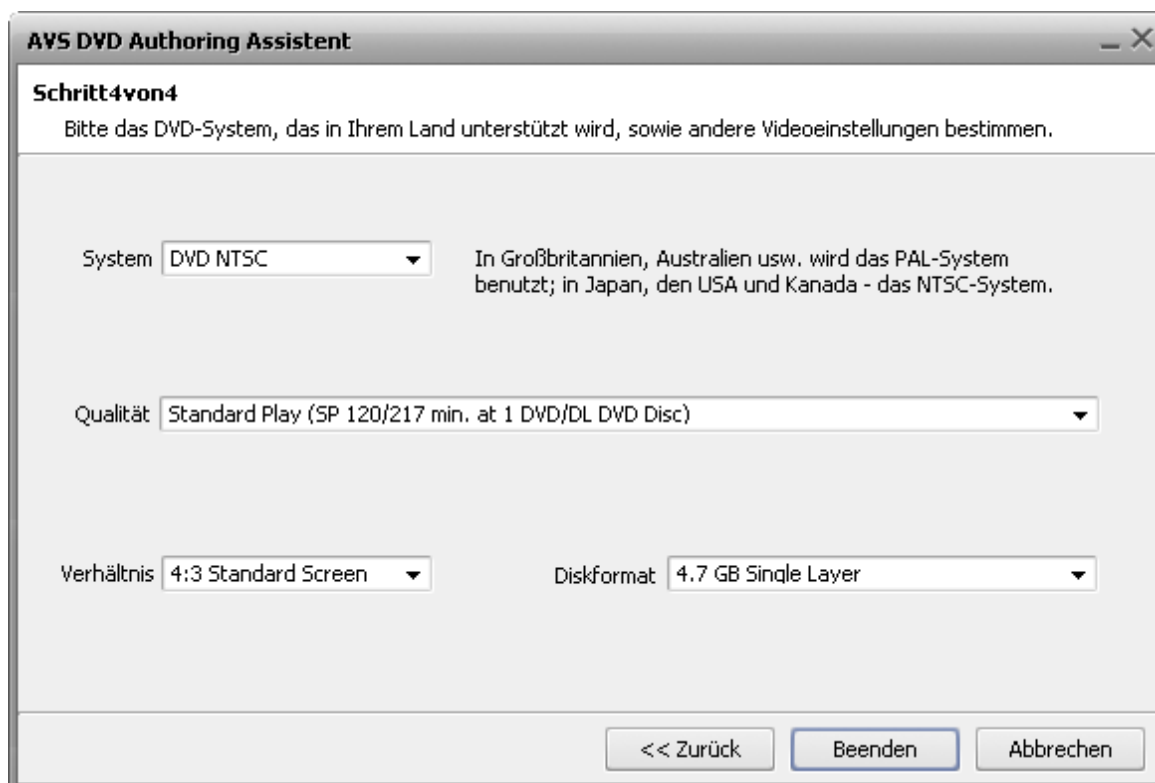 AVS DVD Authoring Assistent
Schritt4von4
Bitte das DVD-System, das in Ihrem Land unterstützt wird, sowie andere Videoeinstellungen bestimmen.
System DVD NTSC
In Großbritannien, Australien usw. wird das PAL-System
benutzt; in Japan, den USA und Kanada - das NTSC-System.
Qualität Standard Play (SP 120/217 min. at 1 DVD/DL DVD Disc)
Verhältnis 4:3 Standard Screen Diskformat 4.7 GB Single Layer
<< Zurück Beenden Abbrechen